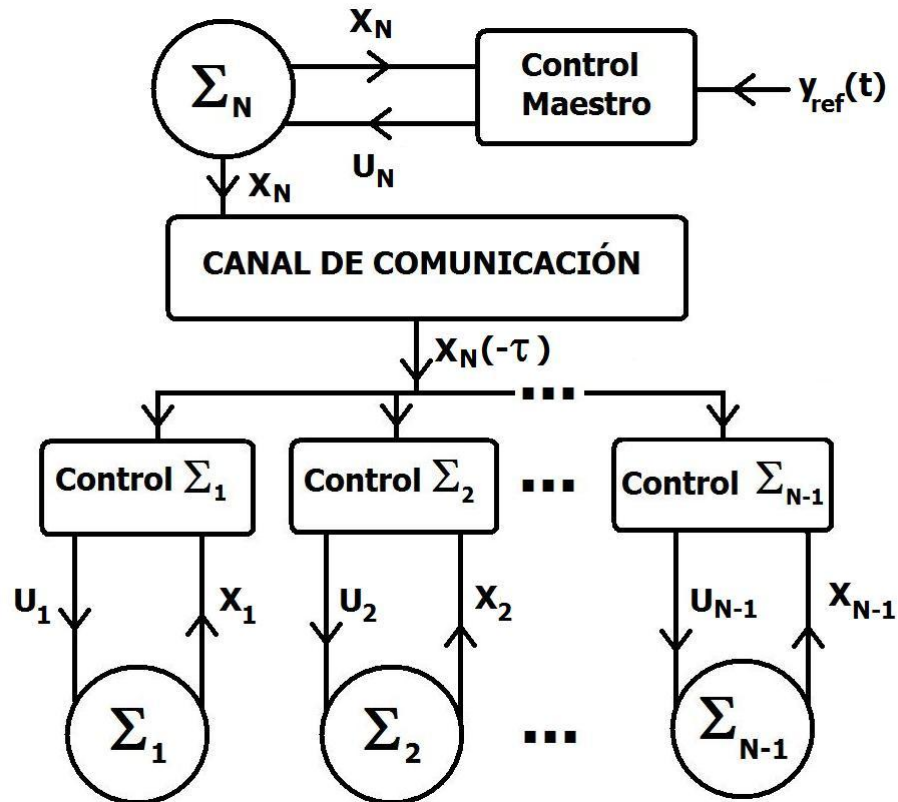 X_N
Σ_N
Control
Maestro
y_ref(t)
U_N
X_N
CANAL DE COMUNICACIÓN
X_N(-τ)
...
Control Σ_1
Control Σ_2
...
Control Σ_N-1
U_1
X_1
U_2
X_2
U_N-1
X_N-1
Σ_1
Σ_2
...
Σ_N-1